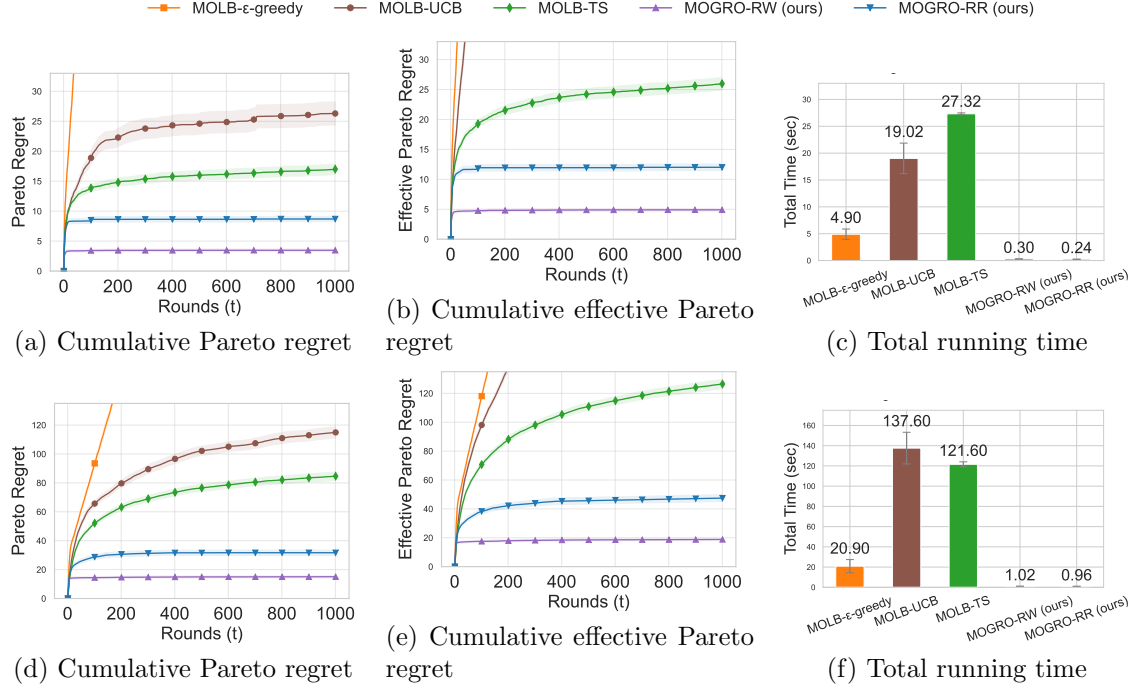 MOLB-ε-greedy MOLB-UCB MOLB-TS MOGRO-RW (ours) MOGRO-RR (ours)
Pareto Regret
30
25
20
15
10
5
0
0 200 400 600 800 1000
Rounds (t)
(a) Cumulative Pareto regret
Effective Pareto Regret
30
25
20
15
10
5
0
0 200 400 600 800 1000
Rounds (t)
(b) Cumulative effective Pareto
regret
Total Time (sec)
30
25
20
15
10
5
0
4.90
19.02
27.32
0.30
0.24
MOLB-ε-greedy
MOLB-UCB
MOLB-TS
MOGRO-RW (ours)
MOGRO-RR (ours)
(c) Total running time
Pareto Regret
120
100
80
60
40
20
0
0 200 400 600 800 1000
Rounds (t)
(d) Cumulative Pareto regret
Effective Pareto Regret
120
100
80
60
40
20
0
0 200 400 600 800 1000
Rounds (t)
(e) Cumulative effective Pareto
regret
Total Time (sec)
160
140
120
100
80
60
40
20
0
20.90
137.60
121.60
1.02
0.96
MOLB-ε-greedy
MOLB-UCB
MOLB-TS
MOGRO-RW (ours)
MOGRO-RR (ours)
(f) Total running time